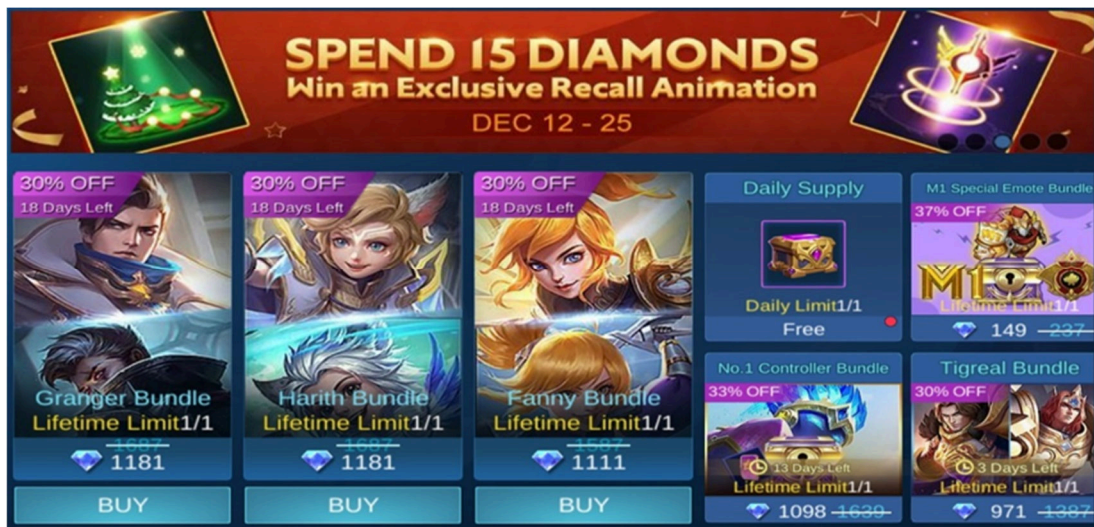 SPEND 15 DIAMONDS
Win an Exclusive Recall Animation
DEC 12 - 25
30% OFF
18 Days Left
Granger Bundle
Lifetime Limit1/1
1687
1181
BUY
30% OFF
18 Days Left
Harith Bundle
Lifetime Limit1/1
1687
1181
BUY
30% OFF
18 Days Left
Fanny Bundle
Lifetime Limit1/1
1587
1111
BUY
Daily Supply
Daily Limit1/1
Free
M1 Special Emote Bundle
37% OFF
M1
Lifetime Limit1/1
149 237
No.1 Controller Bundle
33% OFF
13 Days Left
Lifetime Limit1/1
1098 1639
Tigreal Bundle
30% OFF
3 Days Left
Lifetime Limit1/1
971 1387